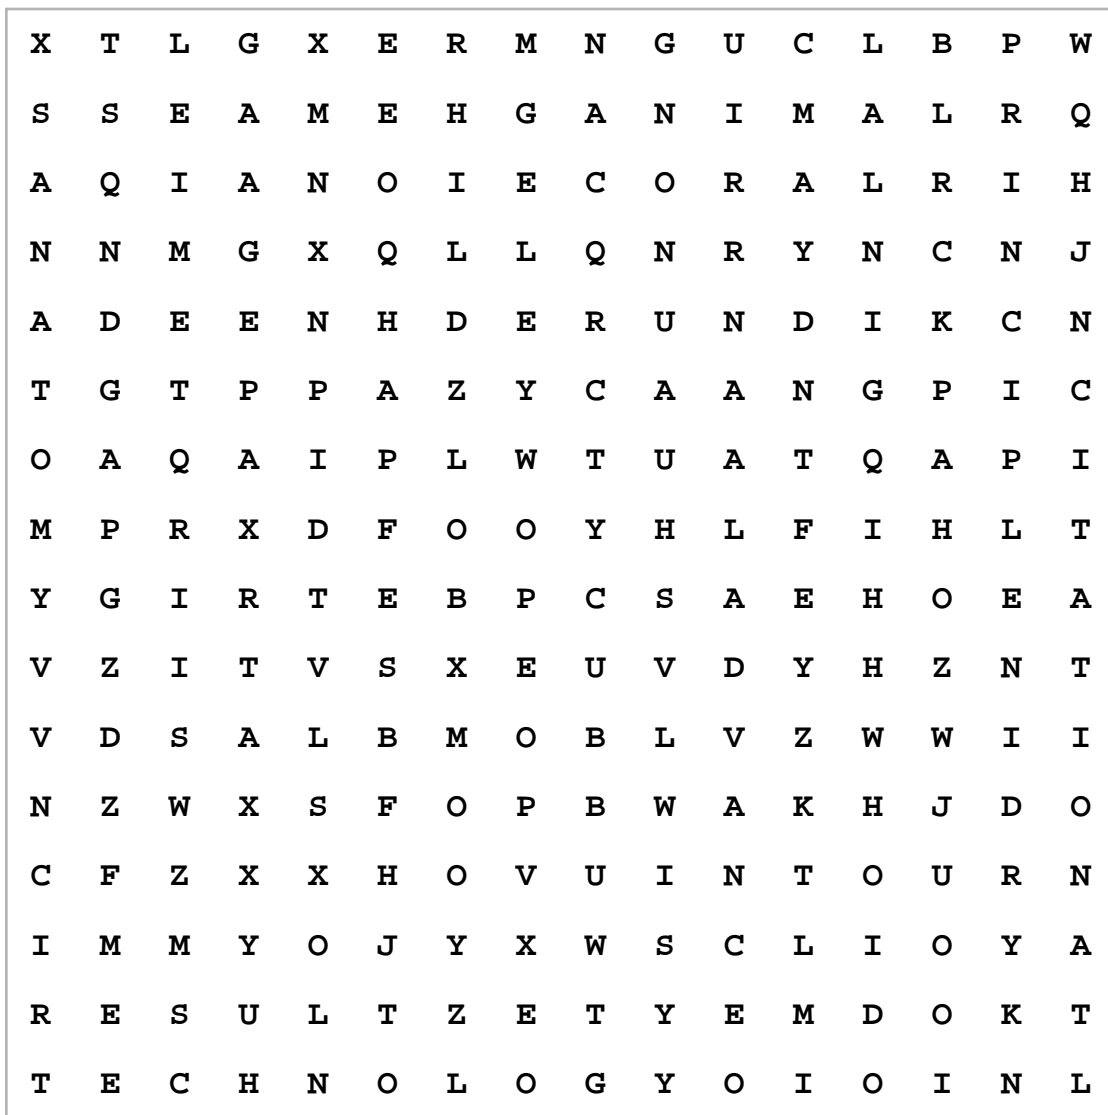 X T L G X E R M N G U C L B P W
S S E A M E H G A N I M A L R Q
A Q I A N O I E C O R A L R I H
N N M G X Q L L Q N R Y N C N J
A D E E N H D E R U N D I K C N
T G T P P A Z Y C A A N G P I C
O A Q A I P L W T U A T Q A P I
M P R X D F O O Y H L F I H L T
Y G I R T E B P C S A E H O E A
V Z I T V S X E U V D Y H Z N T
V D S A L B M O B L V Z W W I I
N Z W X S F O P B W A K H J D O
C F Z X X H O V U I N T O U R N
I M M Y O J Y X W S C L I O Y A
R E S U L T Z E T Y E M D O K T
T E C H N O L O G Y O I O I N L